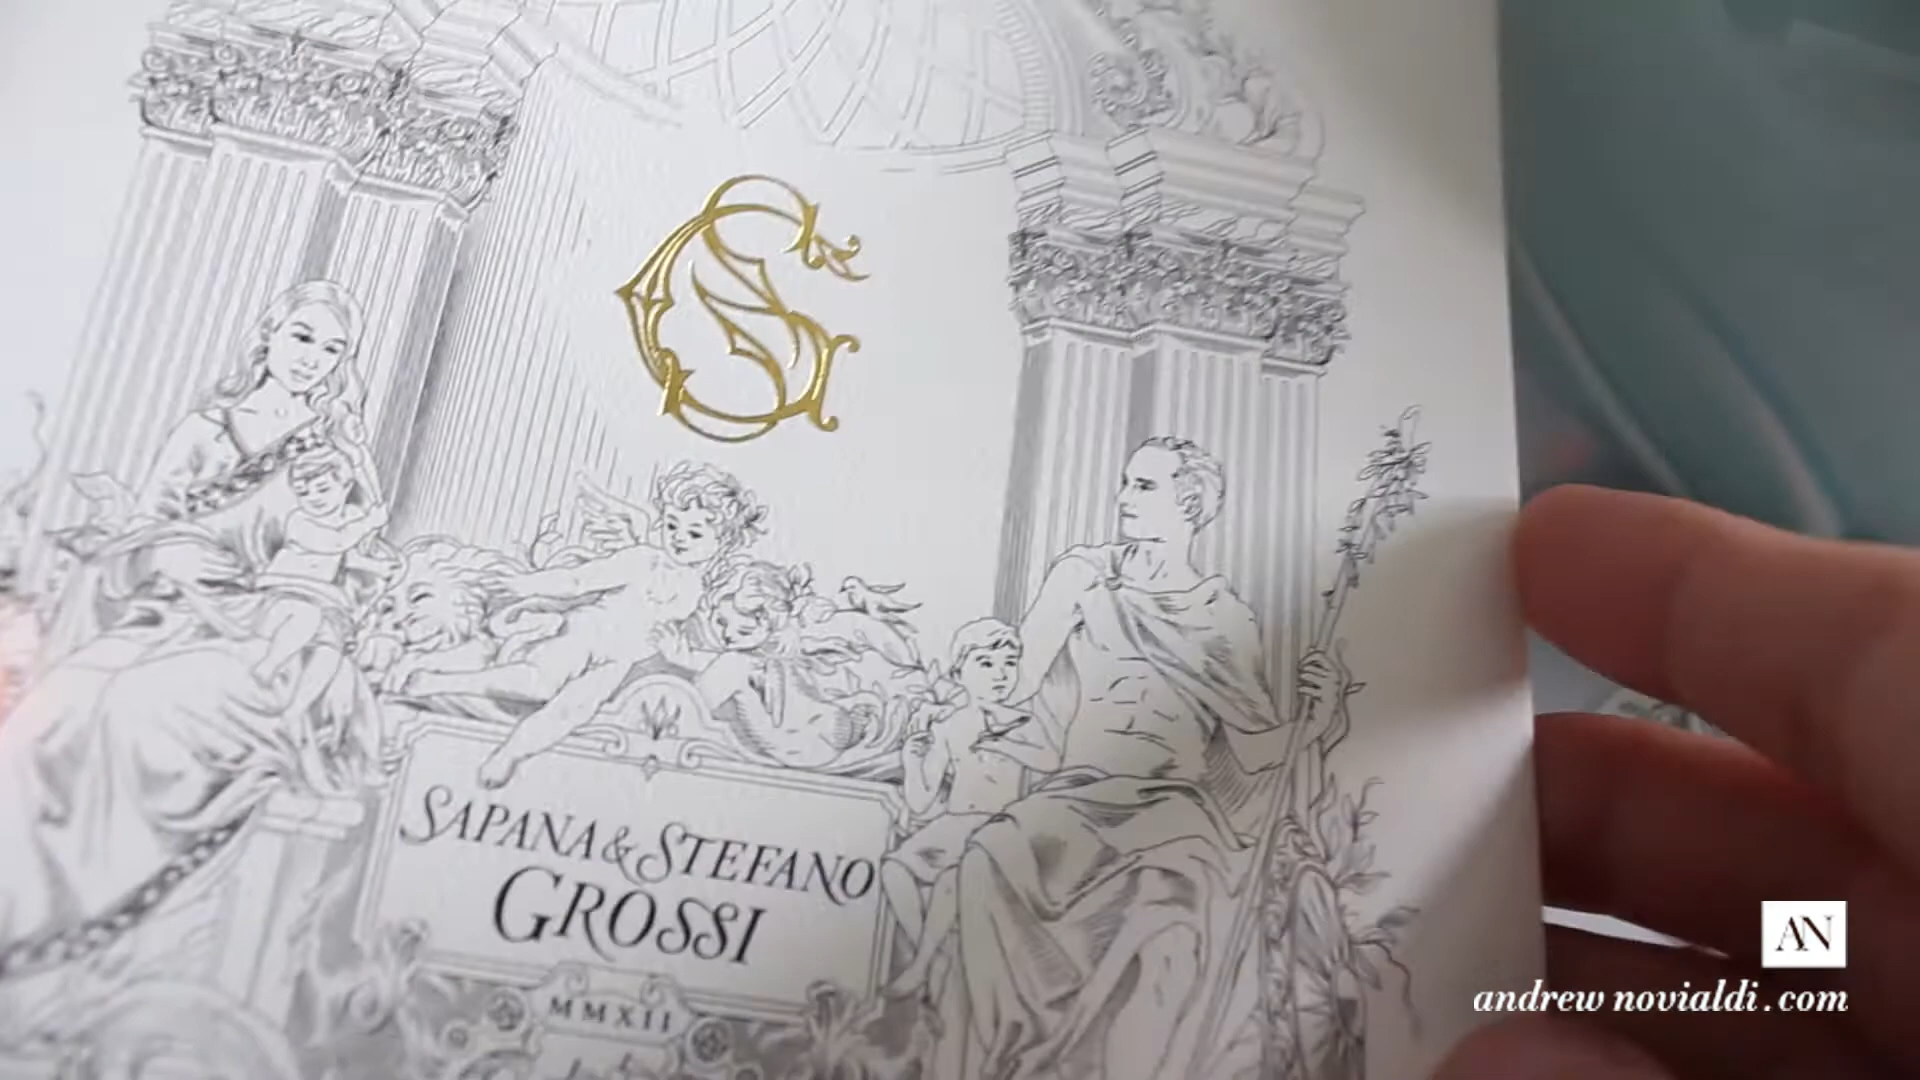 SAPANA & STEFANO
GROSSI
MMXII
AN
andrew novialdi.com